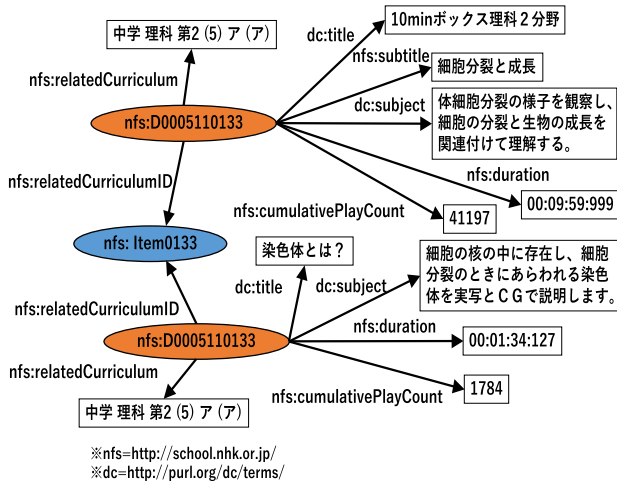 中学 理科 第2 (5) ア (ア)
10minボックス理科２分野
dc:title
nfs:subtitle
nfs:relatedCurriculum
細胞分裂と成長
dc:subject
体細胞分裂の様子を観察し、
細胞の分裂と生物の成長を
関連付けて理解する。
nfs:D0005110133
nfs:duration
nfs:relatedCurriculumID
00:09:59:999
nfs:cumulativePlayCount
41197
nfs: Item0133
染色体とは？
細胞の核の中に存在し、細胞
分裂のときにあらわれる染色
体を実写とＣＧで説明します。
dc:title
dc:subject
nfs:relatedCurriculumID
nfs:duration
nfs:D0005110133
00:01:34:127
nfs:relatedCurriculum
nfs:cumulativePlayCount
1784
中学 理科 第2 (5) ア (ア)
※nfs=http://school.nhk.or.jp/
※dc=http://purl.org/dc/terms/